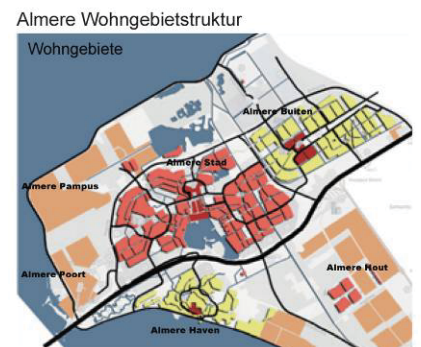 Almere Wohngebietstruktur
Wohngebiete
Almere Buiten
Almere Stad
Almere Pampus
Almere Poort
Almere Hout
Almere Haven